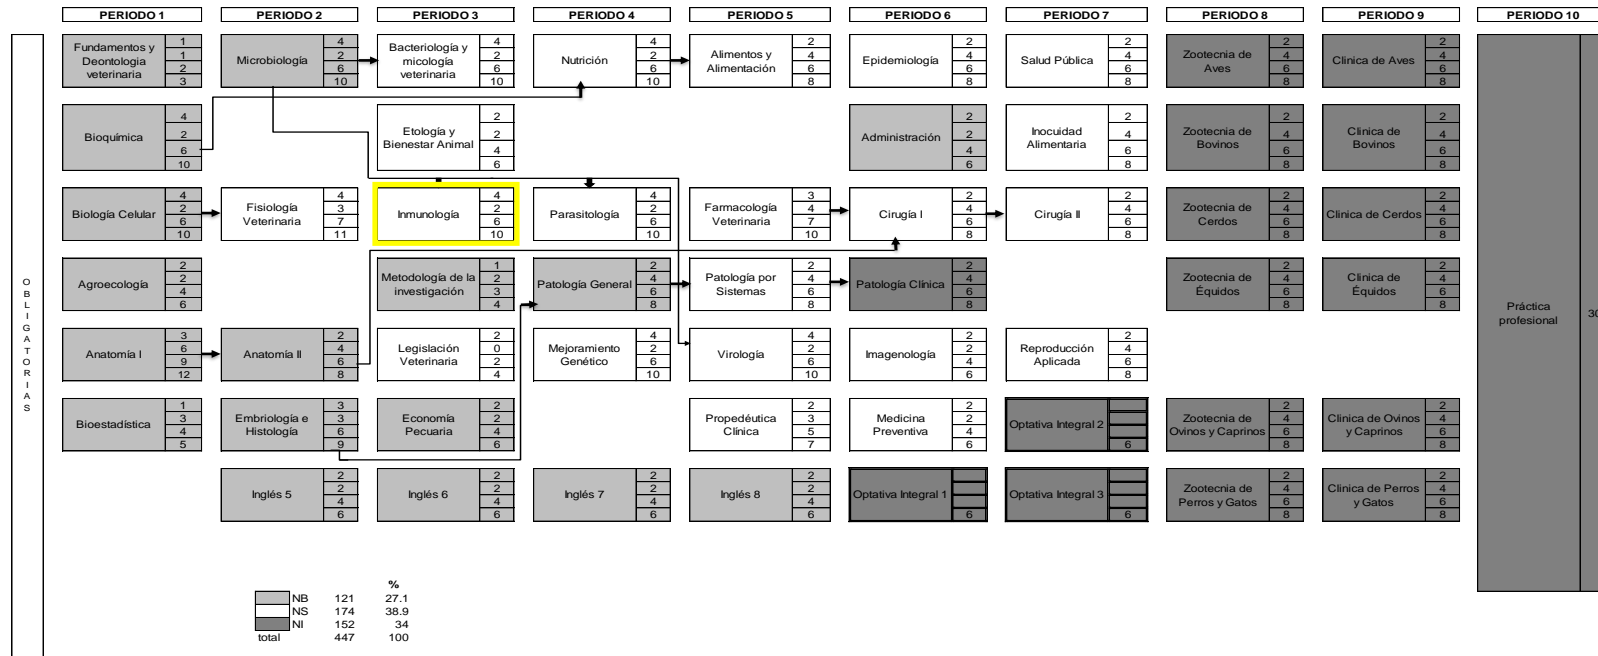 PERIODO 1 PERIODO 2 PERIODO 3 PERIODO 4 PERIODO 5 PERIODO 6 PERIODO 7 PERIODO 8 PERIODO 9 PERIODO 10
OBLIGATORIAS
Fundamentos y
Deontologia
veterinaria
1
1
2
3
Microbiología
4
2
6
10
Bacteriología y
micología
veterinaria
4
2
6
10
Nutrición
4
2
6
10
Alimentos y
Alimentación
2
4
6
8
Epidemiología
2
4
6
8
Salud Pública
2
4
6
8
Zootecnia de
Aves
2
4
6
8
Clinica de Aves
2
4
6
8
Bioquímica
4
2
6
10
Etología y
Bienestar Animal
2
2
4
6
Administración
2
2
4
6
Inocuidad
Alimentaria
2
4
6
8
Zootecnia de
Bovinos
2
4
6
8
Clinica de
Bovinos
2
4
6
8
Biología Celular
4
2
6
10
Fisiología
Veterinaria
4
3
7
11
Inmunología
4
2
6
10
Parasitología
4
2
6
10
Farmacología
Veterinaria
3
4
7
10
Cirugía I
2
4
6
8
Cirugía II
2
4
6
8
Zootecnia de
Cerdos
2
4
6
8
Clinica de Cerdos
2
4
6
8
Agroecología
2
2
4
6
Metodología de la
investigación
1
2
3
4
Patología General
2
4
6
8
Patología por
Sistemas
2
4
6
8
Patología Clínica
2
4
6
8
Zootecnia de
Équidos
2
4
6
8
Clinica de
Équidos
2
4
6
8
Práctica
profesional
30
Anatomía I
3
6
9
12
Anatomía II
2
4
6
8
Legislación
Veterinaria
2
0
2
4
Mejoramiento
Genético
4
2
6
10
Virología
4
2
6
10
Imagenología
2
2
4
6
Reproducción
Aplicada
2
4
6
8
Bioestadística
1
3
4
5
Embriología e
Histología
3
3
6
9
Economía
Pecuaria
2
2
4
6
Propedéutica
Clínica
2
3
5
7
Medicina
Preventiva
2
2
4
6
Optativa Integral 2
6
Zootecnia de
Ovinos y Caprinos
2
4
6
8
Clinica de Ovinos
y Caprinos
2
4
6
8
Inglés 5
2
2
4
6
Inglés 6
2
2
4
6
Inglés 7
2
2
4
6
Inglés 8
2
2
4
6
Optativa Integral 1
6
Optativa Integral 3
6
Zootecnia de
Perros y Gatos
2
4
6
8
Clinica de Perros
y Gatos
2
4
6
8
%
NB 121 27.1
NS 174 38.9
NI 152 34
total 447 100